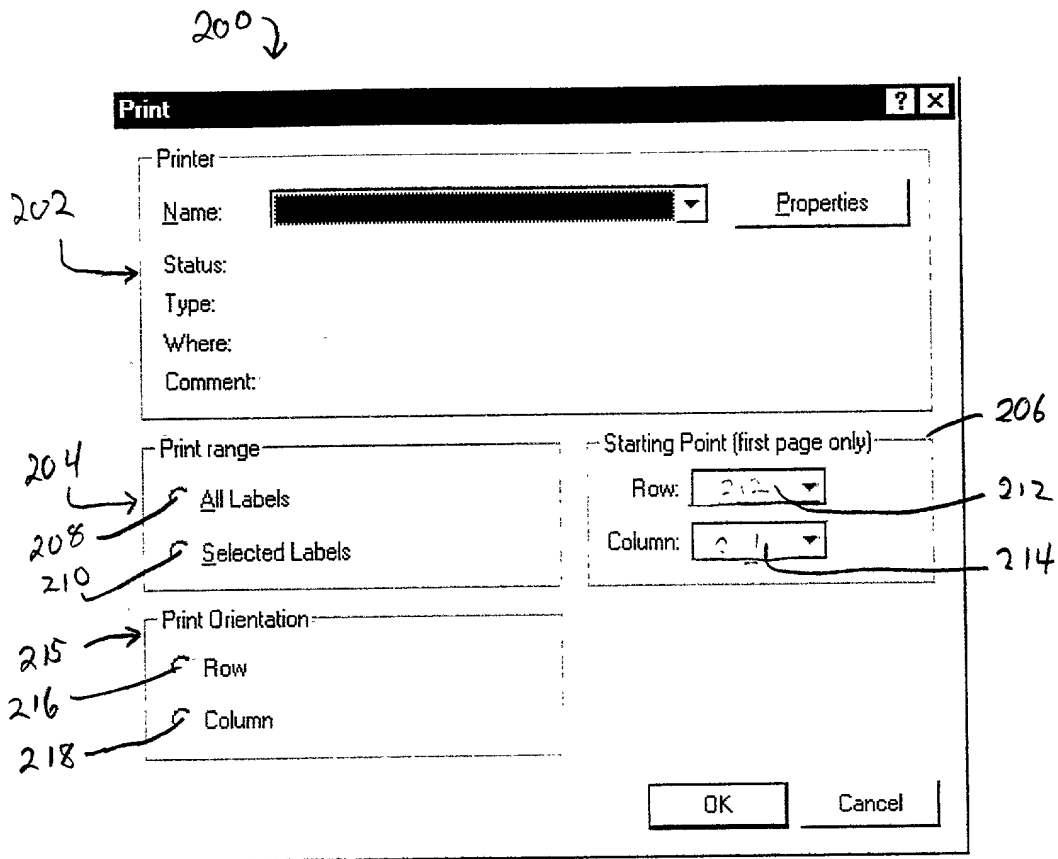 200
Print ? X
Printer
202
Name: Properties
Status:
Type:
Where:
Comment:
206
Print range Starting Point (first page only)
204
All Labels Row: 212
208
Selected Labels Column: 214
210
Print Orientation
215
Row
216
Column
218
OK Cancel